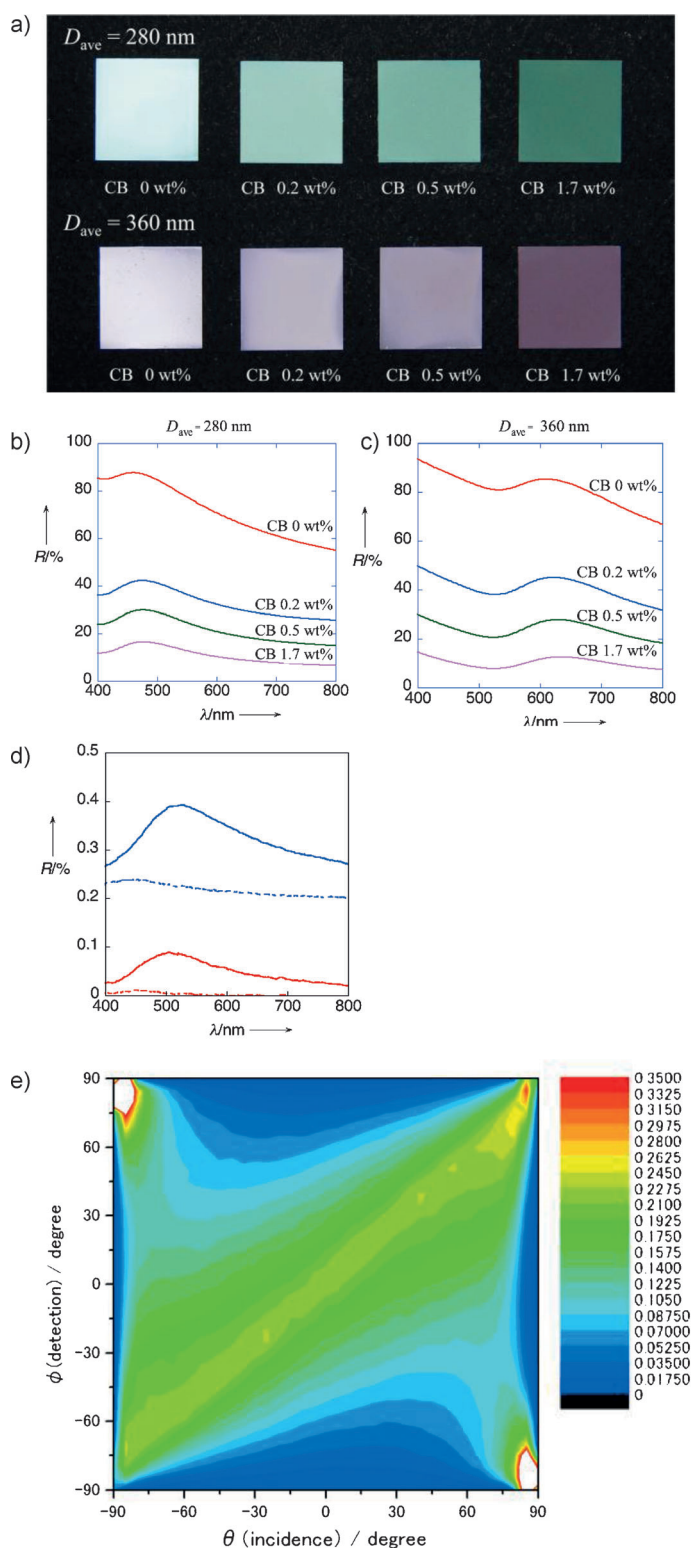 a)
D_ave = 280 nm
CB 0 wt% CB 0.2 wt% CB 0.5 wt% CB 1.7 wt%
D_ave = 360 nm
CB 0 wt% CB 0.2 wt% CB 0.5 wt% CB 1.7 wt%
b)
D_ave = 280 nm
100
80
60
40
20
0
R/%
CB 0 wt%
CB 0.2 wt%
CB 0.5 wt%
CB 1.7 wt%
400 500 600 700 800
λ/nm
c)
D_ave = 360 nm
100
80
60
40
20
0
R/%
CB 0 wt%
CB 0.2 wt%
CB 0.5 wt%
CB 1.7 wt%
400 500 600 700 800
λ/nm
d)
0.5
0.4
0.3
0.2
0.1
0
R/%
400 500 600 700 800
λ/nm
e)
90
60
30
0
-30
-60
-90
ϕ (detection) / degree
-90 -60 -30 0 30 60 90
θ (incidence) / degree
0.3500
0.3325
0.3150
0.2975
0.2800
0.2625
0.2450
0.2275
0.2100
0.1925
0.1750
0.1575
0.1400
0.1225
0.1050
0.08750
0.07000
0.05250
0.03500
0.01750
0